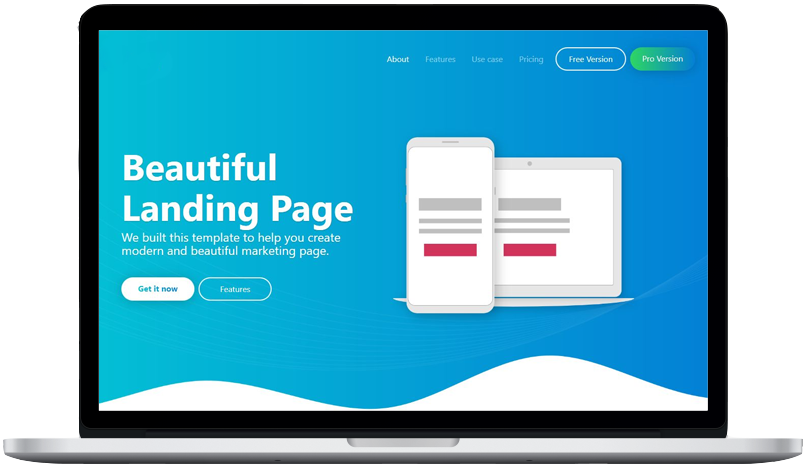 About Features Use case Pricing Free Version Pro Version
Beautiful
Landing Page
We built this template to help you create
modern and beautiful marketing page.
Get it now Features